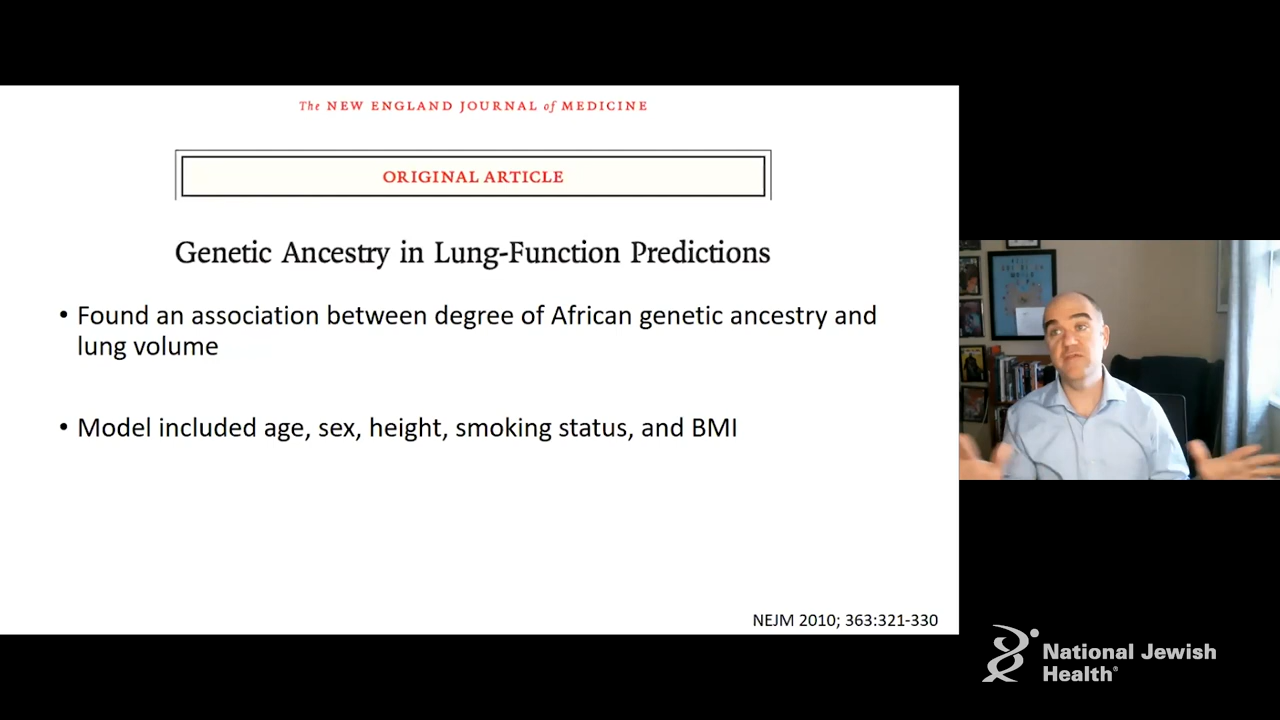 The NEW ENGLAND JOURNAL of MEDICINE
ORIGINAL ARTICLE
Genetic Ancestry in Lung-Function Predictions
• Found an association between degree of African genetic ancestry and
lung volume
• Model included age, sex, height, smoking status, and BMI
NEJM 2010; 363:321-330
National Jewish
Health®